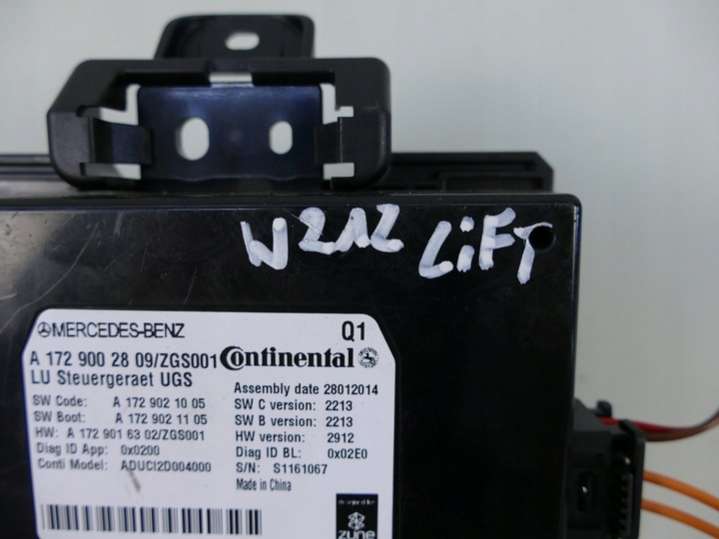 W212 LiFT
MERCEDES-BENZ Q1
A 172 900 28 09/ZGS001 Continental
LU Steuergeraet UGS
Assembly date 28012014
SW Code: A 172 902 10 05 SW C version: 2213
SW Boot: A 172 902 11 05 SW B version: 2213
HW: A 172 901 63 02/ZGS001 HW version: 2912
Diag ID App: 0x0200 Diag ID BL: 0x02E0
Conti Model: ADUCI2D004000 S/N: S1161067
Made in China
designed for
zune